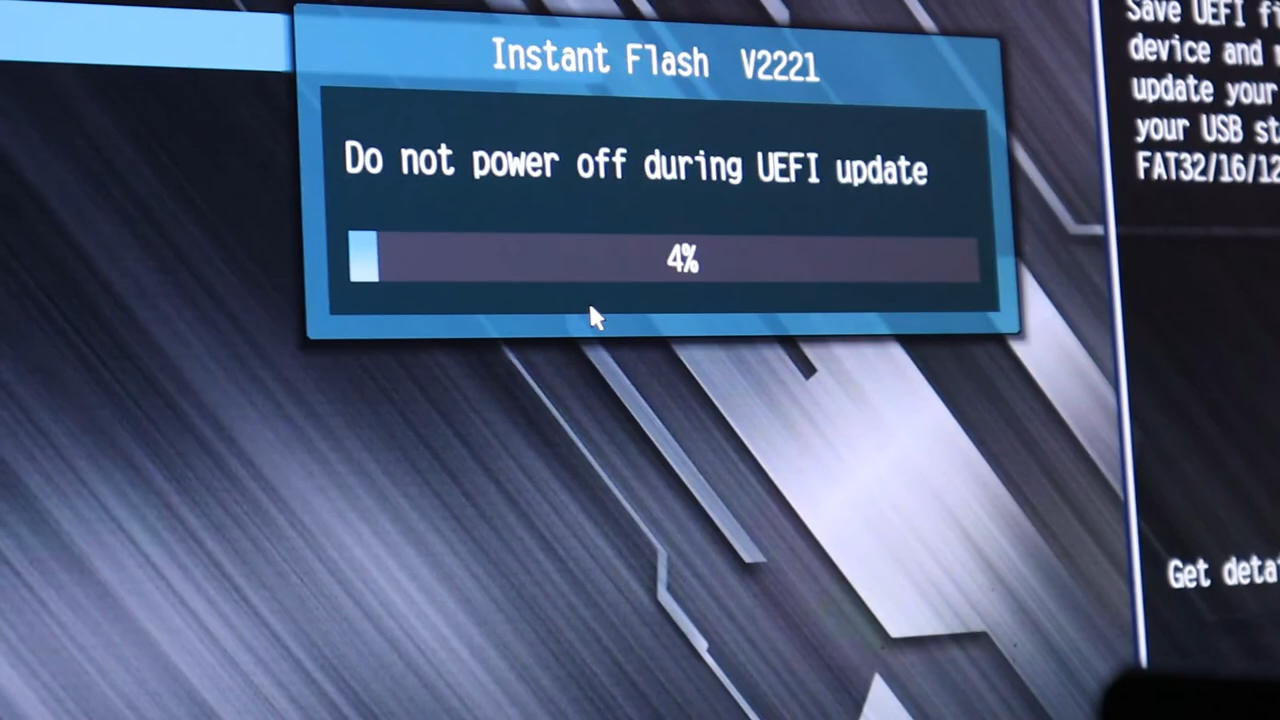 Instant Flash V2221
Do not power off during UEFI update
4%
Save UEFI
device and
update your
your USB
FAT32/16/12
Get